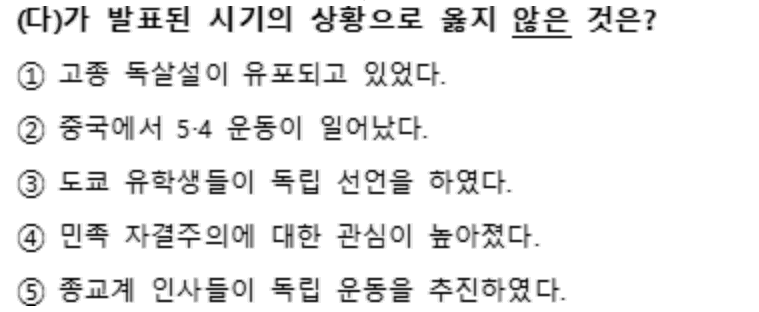 (다)가 발표된 시기의 상황으로 옳지 않은 것은?
① 고종 독살설이 유포되고 있었다.
② 중국에서 5·4 운동이 일어났다.
③ 도쿄 유학생들이 독립 선언을 하였다.
④ 민족 자결주의에 대한 관심이 높아졌다.
⑤ 종교계 인사들이 독립 운동을 추진하였다.